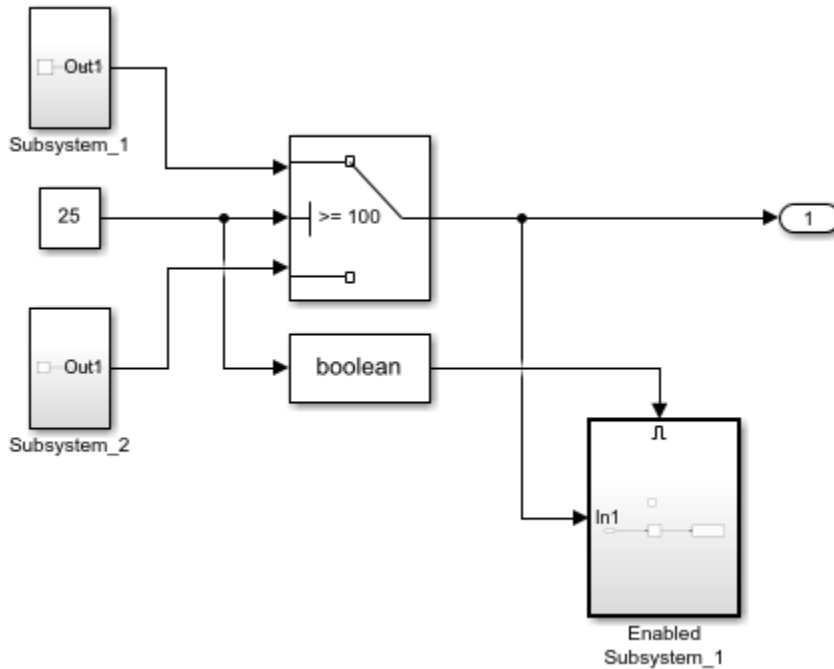 Out1
Subsystem_1
25
>= 100
1
Out1
boolean
Subsystem_2
In1
Enabled
Subsystem_1